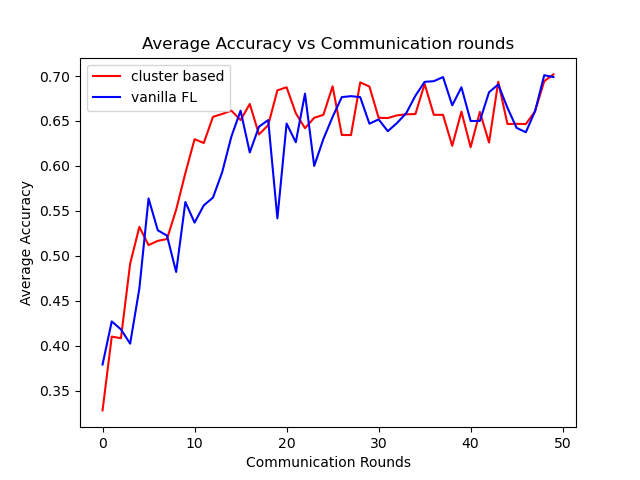 Average Accuracy vs Communication rounds
cluster based
vanilla FL
0.70
0.65
0.60
0.55
0.50
0.45
0.40
0.35
Average Accuracy
0 10 20 30 40 50
Communication Rounds